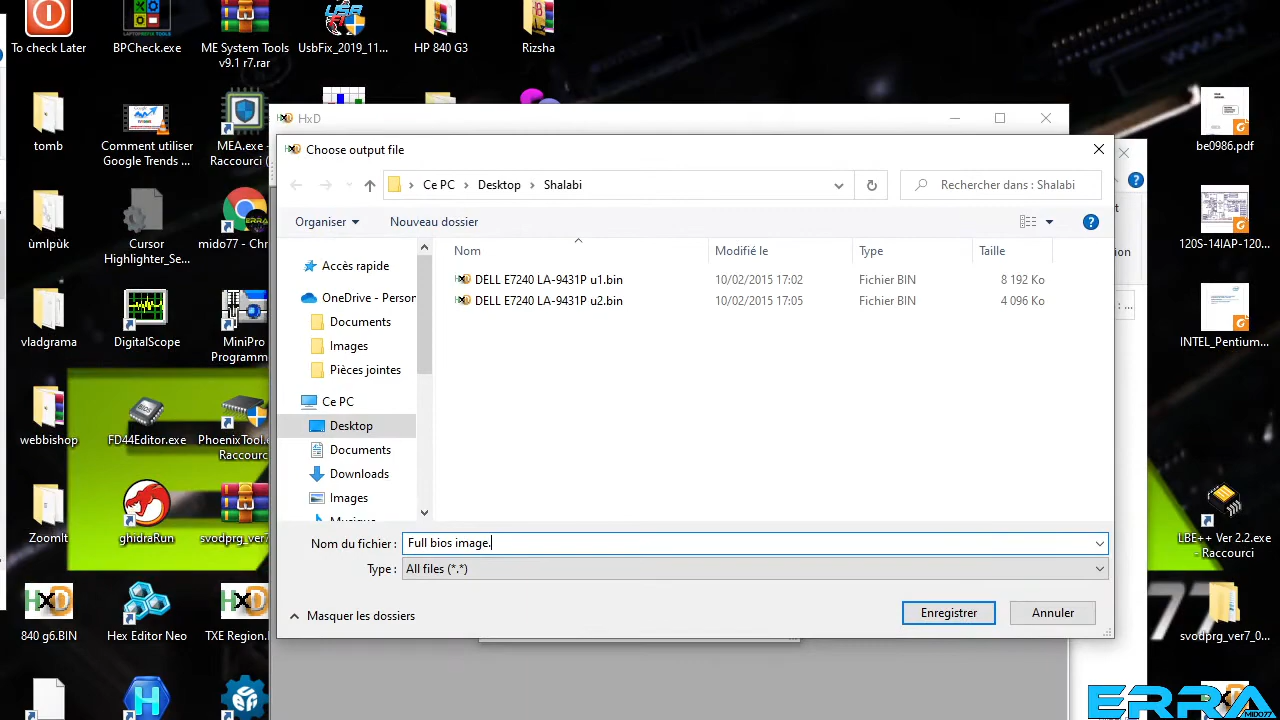 To check Later
BPCheck.exe
ME System Tools
v9.1 r7.rar
UsbFix_2019_11...
HP 840 G3
Rizsha
tomb
Comment utiliser
Google Trends ...
MEA.exe -
Raccourci (
be0986.pdf
ùmlpùk
Cursor
Highlighter_Se...
mido77 - Chr
120S-14IAP-120...
vladgrama
DigitalScope
MiniPro
Programm
INTEL_Pentium...
webbishop
FD44Editor.exe
PhoenixTool.e
Raccourci
ZoomIt
ghidraRun
svodprg_ver7
LBE++ Ver 2.2.exe
- Raccourci
840 g6.BIN
Hex Editor Neo
TXE Region.
svodprg_ver7_0...
HxD
Choose output file
Ce PC
Desktop
Shalabi
Rechercher dans : Shalabi
Organiser
Nouveau dossier
Nom
Modifié le
Type
Taille
DELL E7240 LA-9431P u1.bin
10/02/2015 17:02
Fichier BIN
8 192 Ko
DELL E7240 LA-9431P u2.bin
10/02/2015 17:03
Fichier BIN
4 096 Ko
Accès rapide
OneDrive - Perso
Documents
Images
Pièces jointes
Ce PC
Desktop
Documents
Downloads
Images
Nom du fichier :
Full bios image.
Type :
All files (*.*)
Masquer les dossiers
Enregistrer
Annuler
77
ERRA
MIDO77